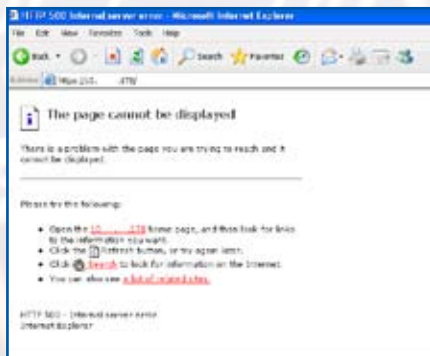 HTTP 500 Internal server error - Microsoft Internet Explorer
File Edit View Favorites Tools Help
Back Search Favorites
Address
The page cannot be displayed
There is a problem with the page you are trying to reach and it
cannot be displayed.
Please try the following:
Open the home page, and then look for links
to the information you want.
Click the Refresh button, or try again later.
Click Search to look for information on the Internet.
You can also see a list of related sites.
HTTP 500 - Internal server error
Internet Explorer